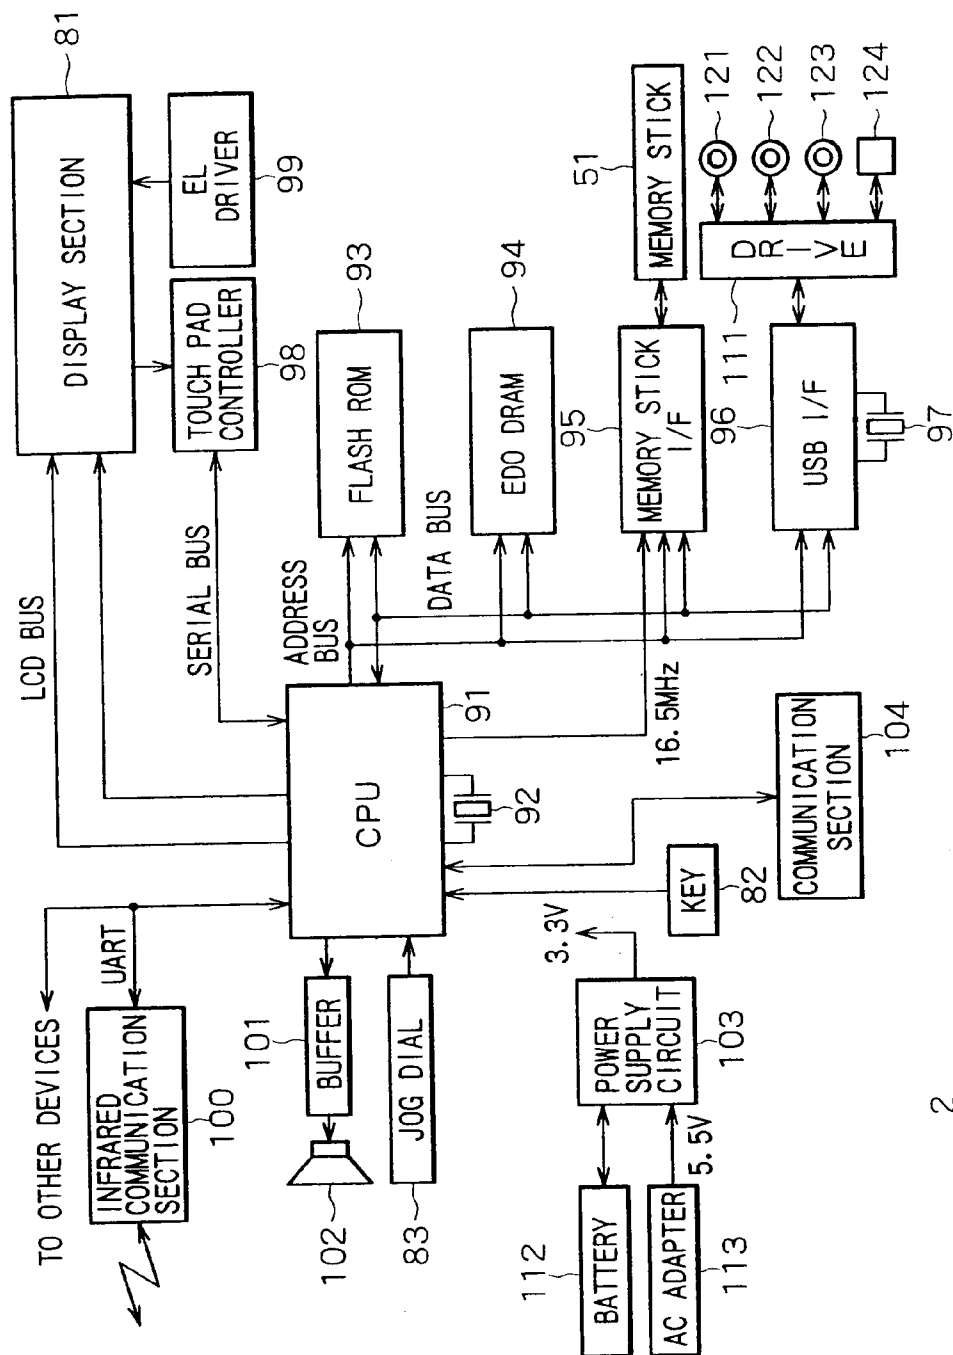 TO OTHER DEVICES
UART
INFRARED
COMMUNICATION
SECTION
100
LCD BUS
SERIAL BUS
DISPLAY SECTION
81
EL
DRIVER
99
TOUCH PAD
CONTROLLER
98
101
BUFFER
102
JOG DIAL
83
CPU
91
92
ADDRESS
BUS
DATA BUS
FLASH ROM
93
EDO DRAM
94
16.5MHz
MEMORY STICK
I/F
95
MEMORY STICK
51
USB I/F
96
97
DRIVE
111
121
122
123
124
KEY
82
COMMUNICATION
SECTION
104
3.3V
POWER
SUPPLY
CIRCUIT
103
5.5V
BATTERY
112
AC ADAPTER
113
2